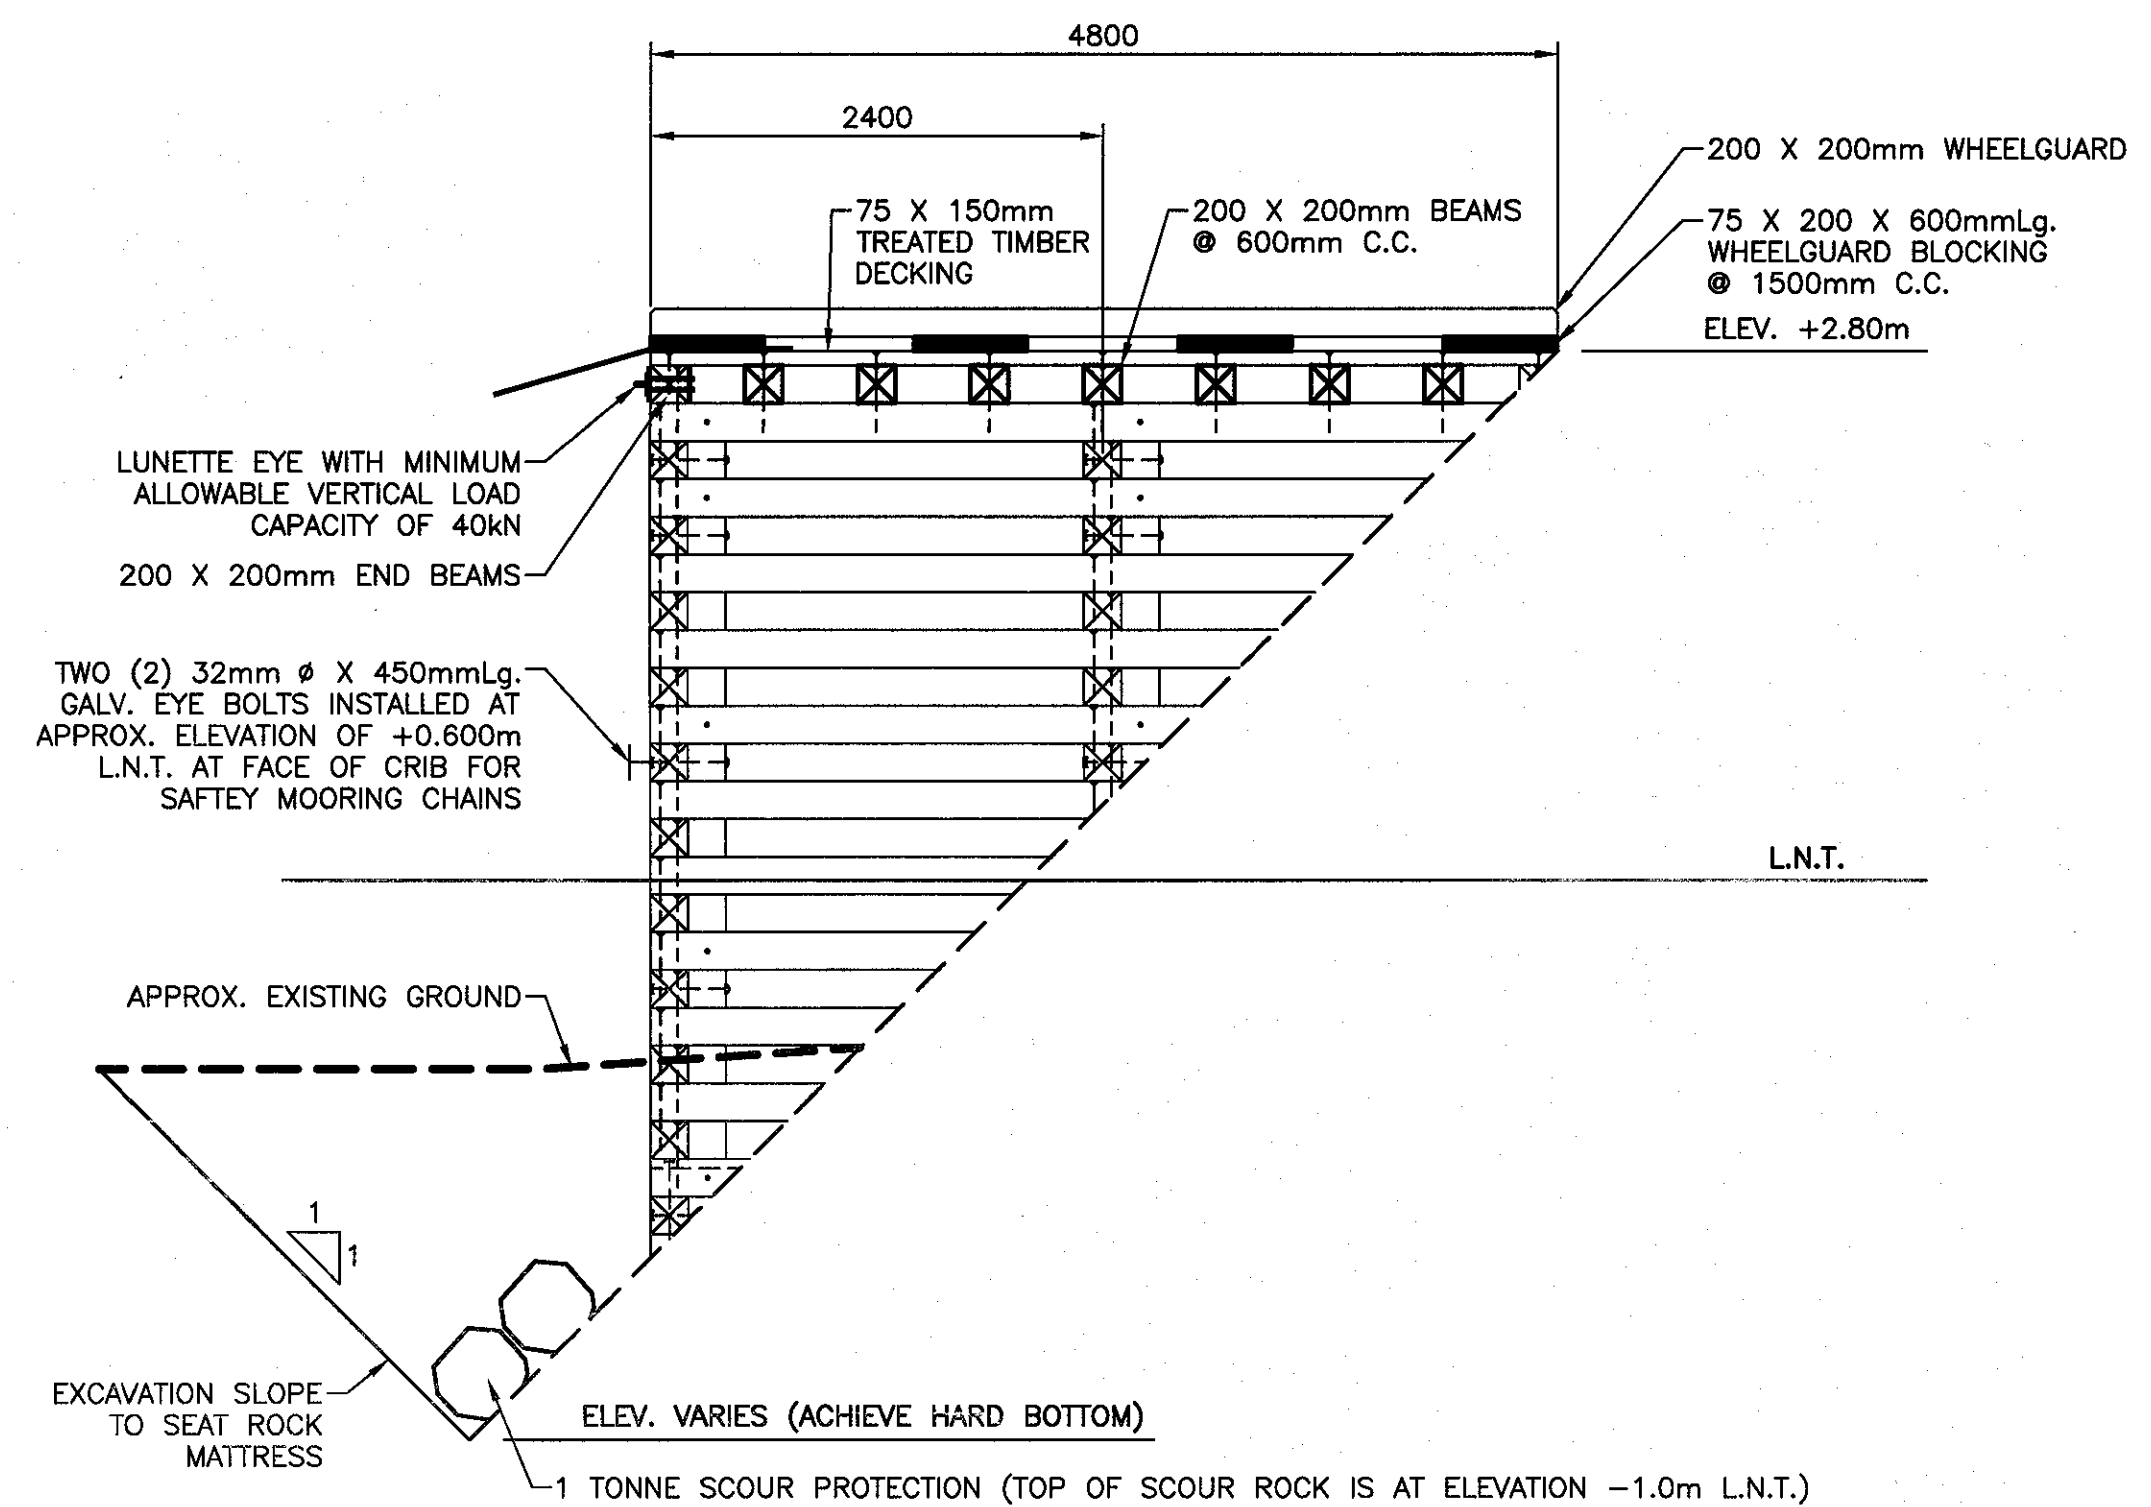 4800
2400
200 X 200mm WHEELGUARD
75 X 150mm
TREATED TIMBER
DECKING
200 X 200mm BEAMS
@ 600mm C.C.
75 X 200 X 600mmLg.
WHEELGUARD BLOCKING
@ 1500mm C.C.
ELEV. +2.80m
LUNETTE EYE WITH MINIMUM
ALLOWABLE VERTICAL LOAD
CAPACITY OF 40kN
200 X 200mm END BEAMS
TWO (2) 32mm ø X 450mmLg.
GALV. EYE BOLTS INSTALLED AT
APPROX. ELEVATION OF +0.600m
L.N.T. AT FACE OF CRIB FOR
SAFTEY MOORING CHAINS
L.N.T.
APPROX. EXISTING GROUND
1
1
EXCAVATION SLOPE
TO SEAT ROCK
MATTRESS
ELEV. VARIES (ACHIEVE HARD BOTTOM)
1 TONNE SCOUR PROTECTION (TOP OF SCOUR ROCK IS AT ELEVATION -1.0m L.N.T.)